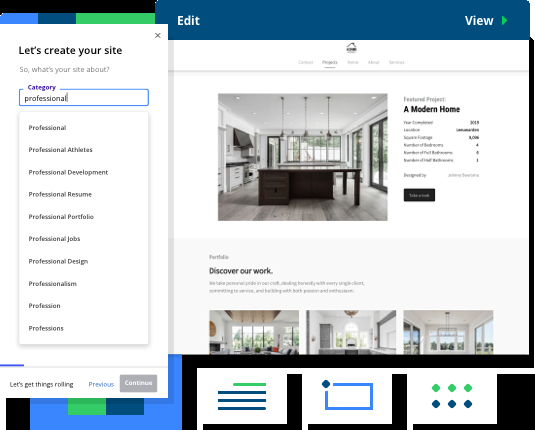 Edit
View
Let's create your site
So, what's your site about?
Category
professional
Professional
Professional Athletes
Professional Development
Professional Resume
Professional Portfolio
Professional Jobs
Professional Design
Professionalism
Profession
Professions
Let's get things rolling
Previous
Continue
Contact Projects Home About Services
Featured Project:
A Modern Home
Year Completed 2019
Location Leeuwarden
Square Footage 4,096
Number of Bedrooms 4
Number of Full Bathrooms 6
Number of Half Bathrooms 1
Designed by
Take a look
Portfolio
Discover our work.
We take personal pride in our craft, dealing honestly with every single client,
committing to service, and building with both passion and enthusiasm.